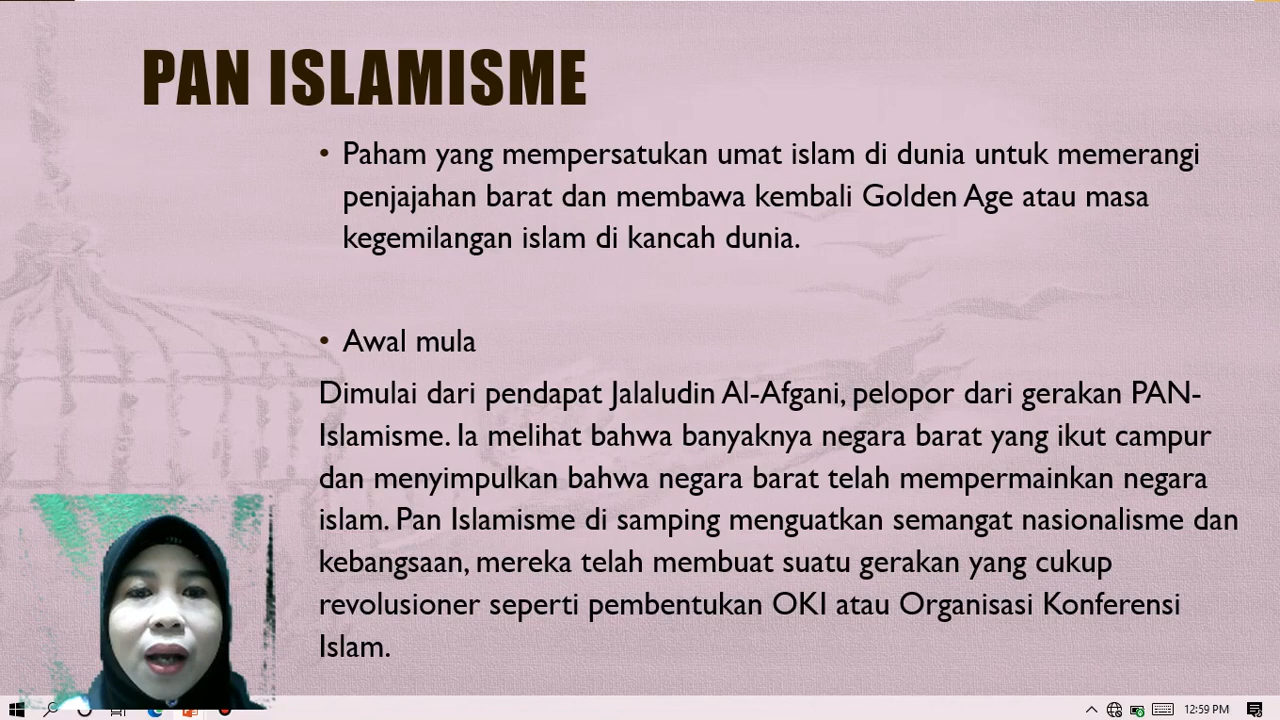 PAN ISLAMISME
• Paham yang mempersatukan umat islam di dunia untuk memerangi
penjajahan barat dan membawa kembali Golden Age atau masa
kegemilangan islam di kancah dunia.
• Awal mula
Dimulai dari pendapat Jalaludin Al-Afgani, pelopor dari gerakan PAN-
Islamisme. Ia melihat bahwa banyaknya negara barat yang ikut campur
dan menyimpulkan bahwa negara barat telah mempermainkan negara
islam. Pan Islamisme di samping menguatkan semangat nasionalisme dan
kebangsaan, mereka telah membuat suatu gerakan yang cukup
revolusioner seperti pembentukan OKI atau Organisasi Konferensi
Islam.
12:59 PM